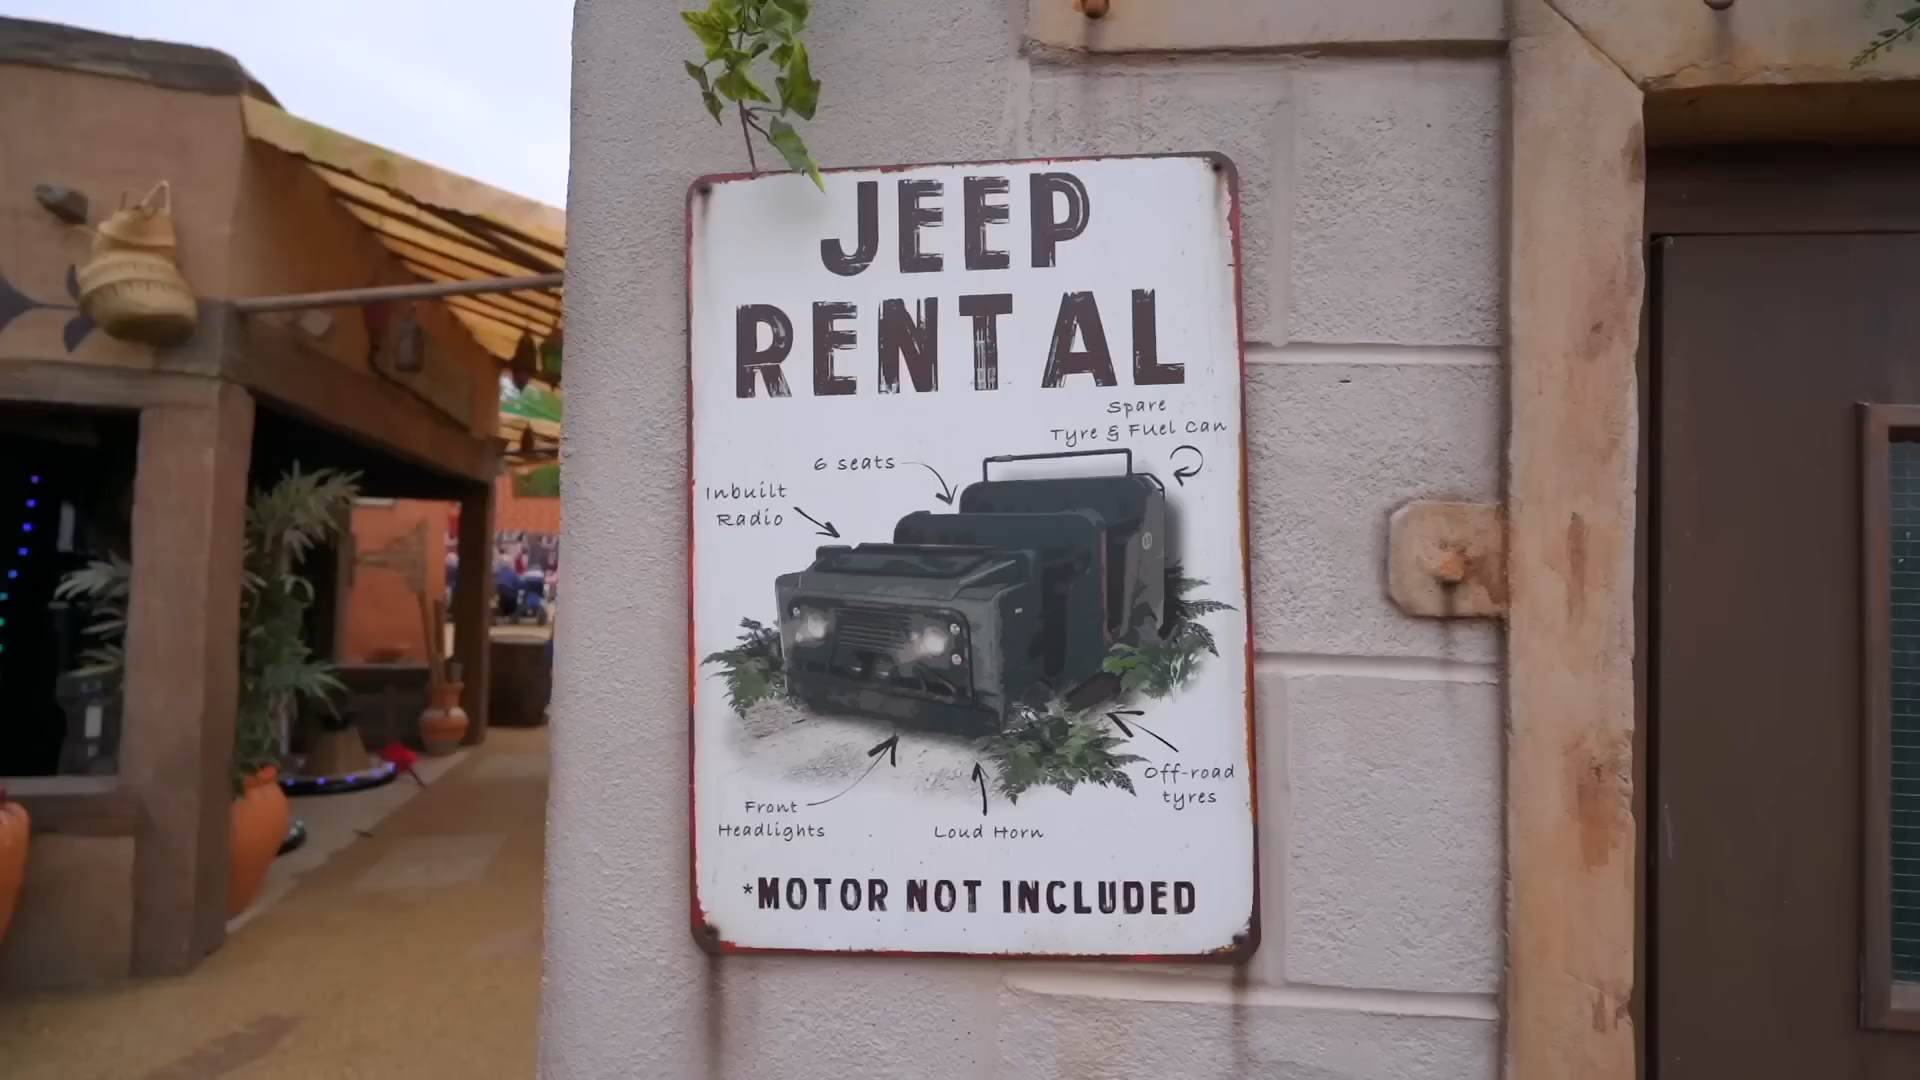 JEEP
RENTAL
Spare
Tyre & Fuel Can
6 seats
Inbuilt
Radio
Off-road
tyres
Front
Headlights
Loud Horn
*MOTOR NOT INCLUDED